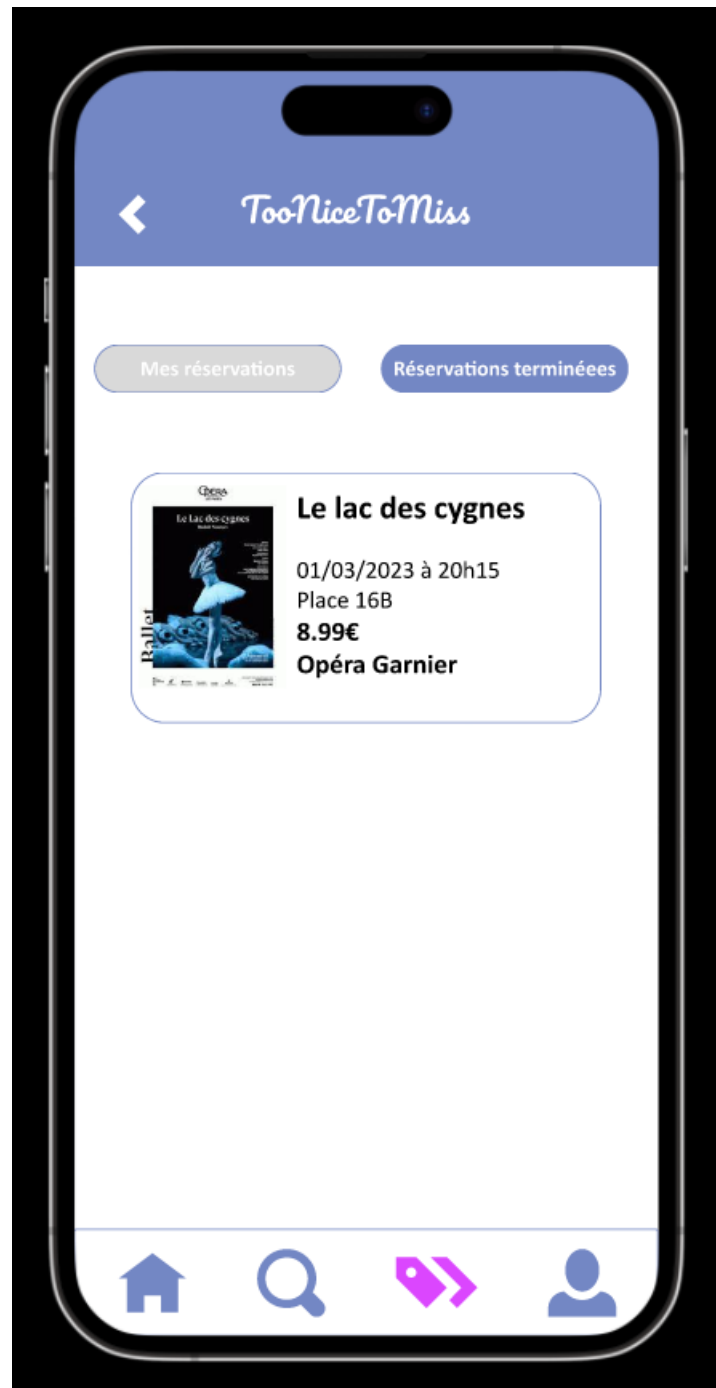 TooNiceToMiss
Mes réservations
Réservations terminéees
OPERA
Le Lac des cygnes
Ballet
Le lac des cygnes
01/03/2023 à 20h15
Place 16B
8.99€
Opéra Garnier